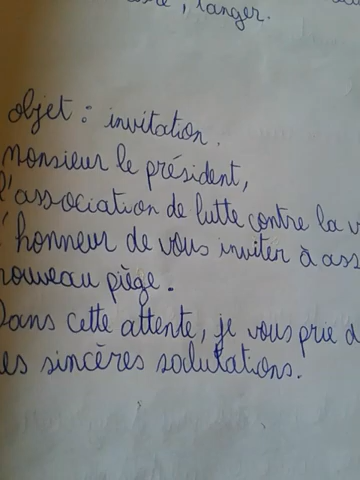 , Tanger.
objet : invitation.
Monsieur le président,
l'association de lutte contre la v
l'honneur de vous inviter à ass
nouveau piège.
Dans cette attente, je vous prie d
es sincères salutations.